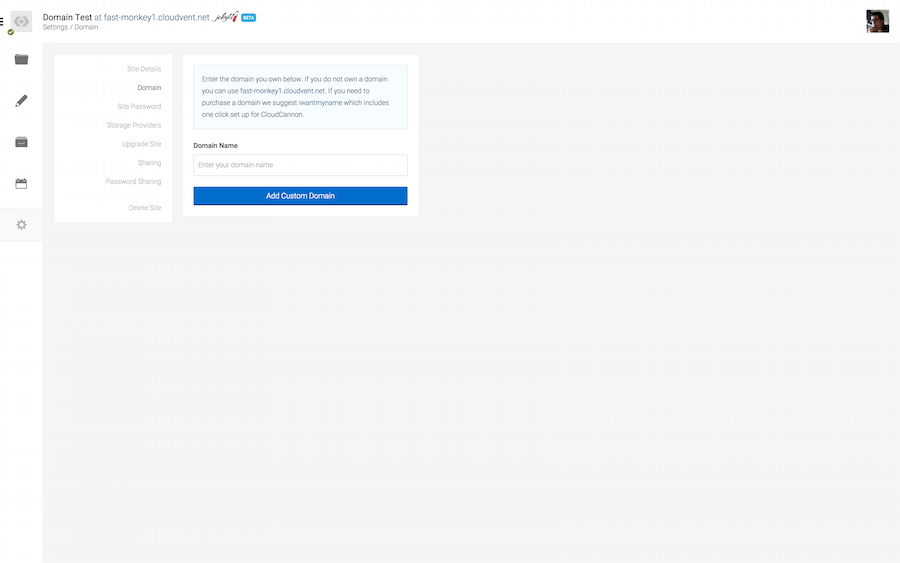 Domain Test at fast-monkey1.cloudvent.net jekyll BETA
Settings / Domain
Site Details
Domain
Site Password
Storage Providers
Upgrade Site
Sharing
Password Sharing
Delete Site
Enter the domain you own below. If you do not own a domain
you can use fast-monkey1.cloudvent.net. If you need to
purchase a domain we suggest iwantmyname which includes
one click set up for CloudCannon.
Domain Name
Enter your domain name
Add Custom Domain